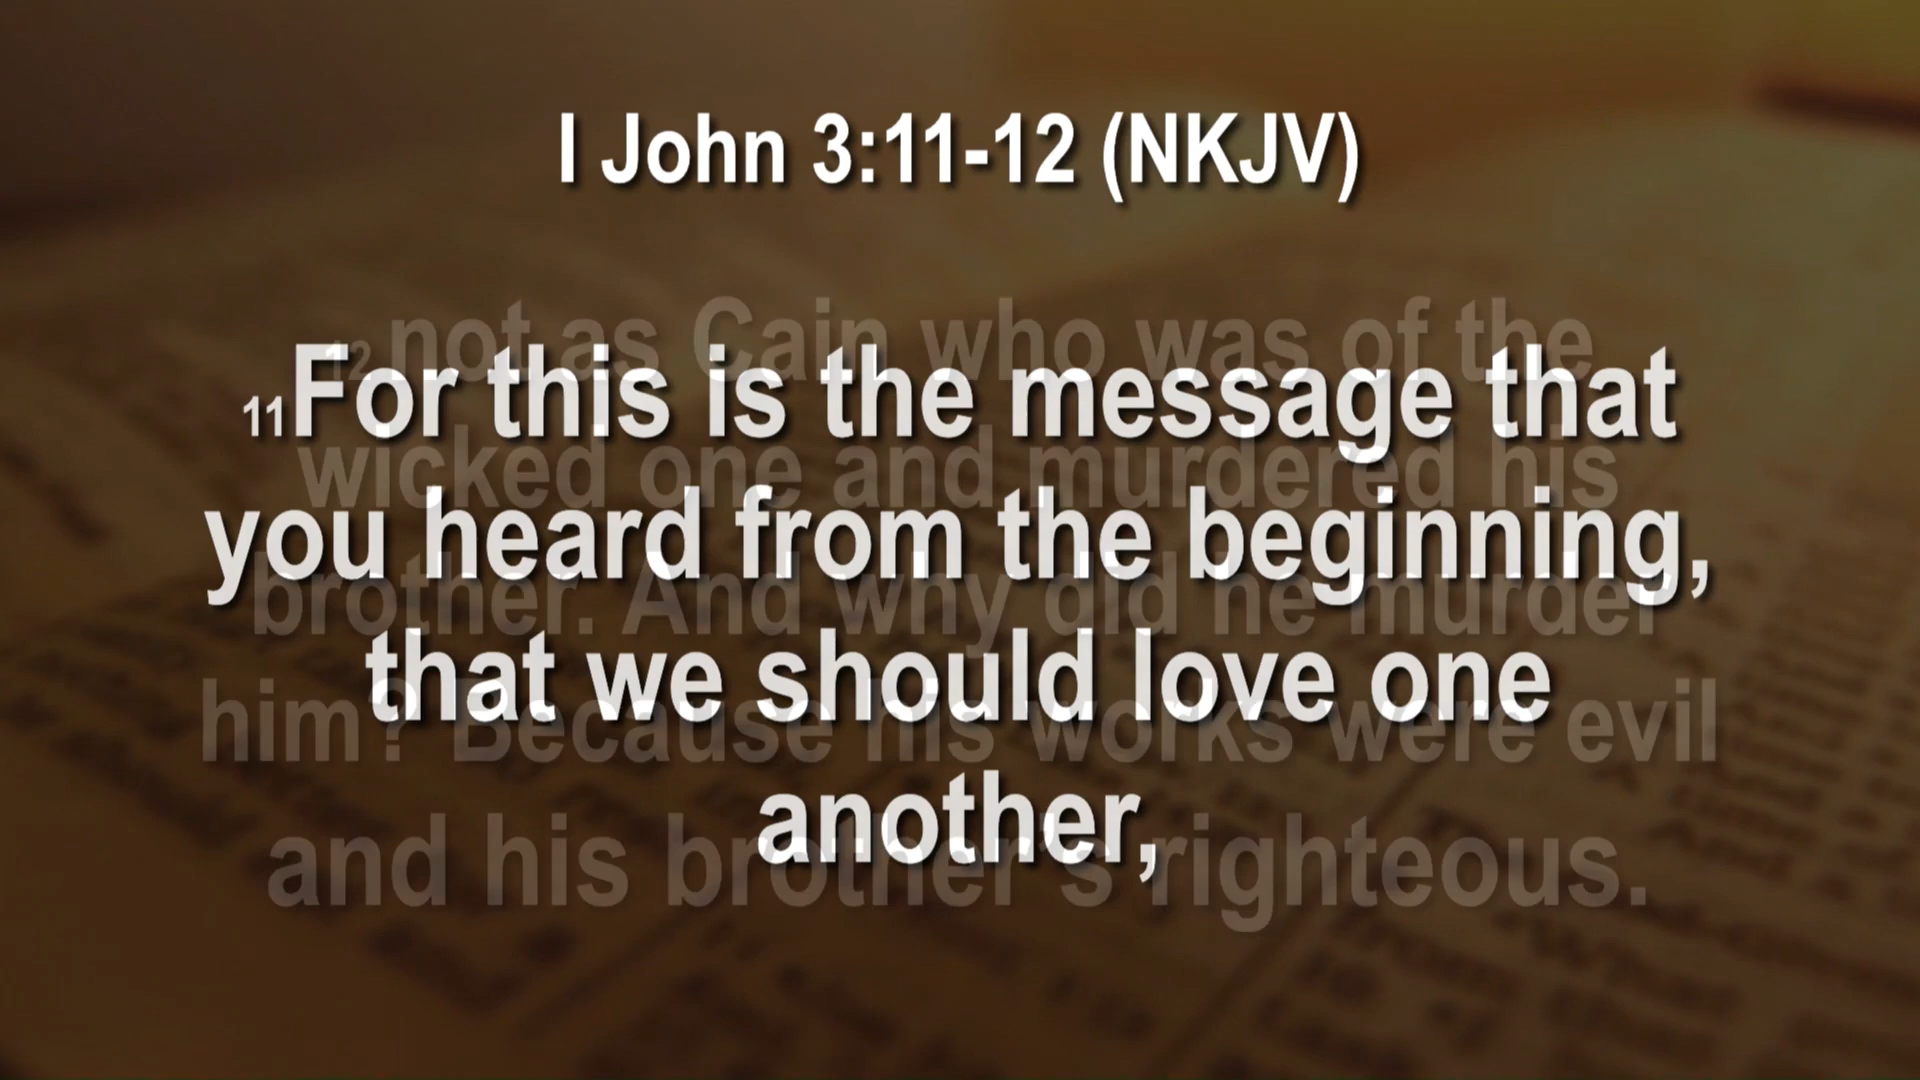 I John 3:11-12 (NKJV)
11For this is the message that
you heard from the beginning,
that we should love one
another,
12 not as Cain who was of the
wicked one and murdered his
brother. And why did he murder
him? Because his works were evil
and his brother's righteous.